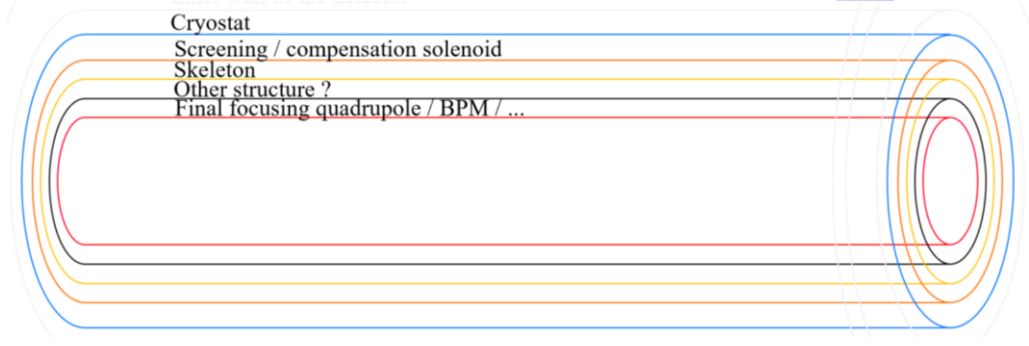 Cryostat
Screening / compensation solenoid
Skeleton
Other structure ?
Final focusing quadrupole / BPM / ...